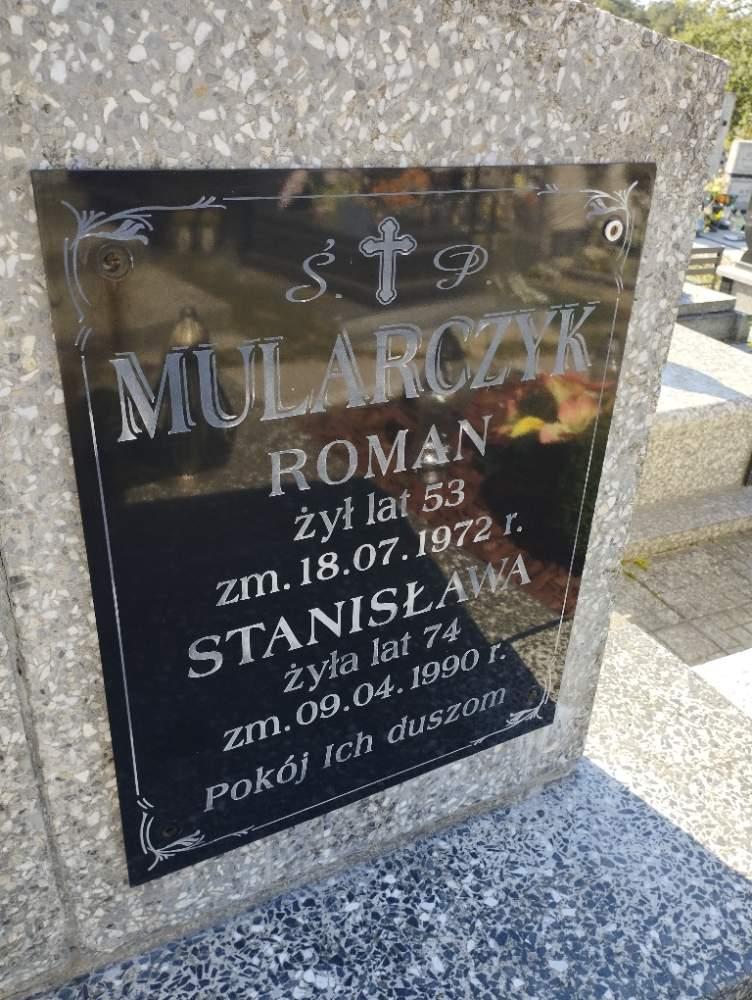 Ś. P.
MULARCZYK
ROMAN
żył lat 53
zm. 18.07.1972 r.
STANISŁAWA
żyła lat 74
zm. 09.04.1990 r.
Pokój Ich duszom